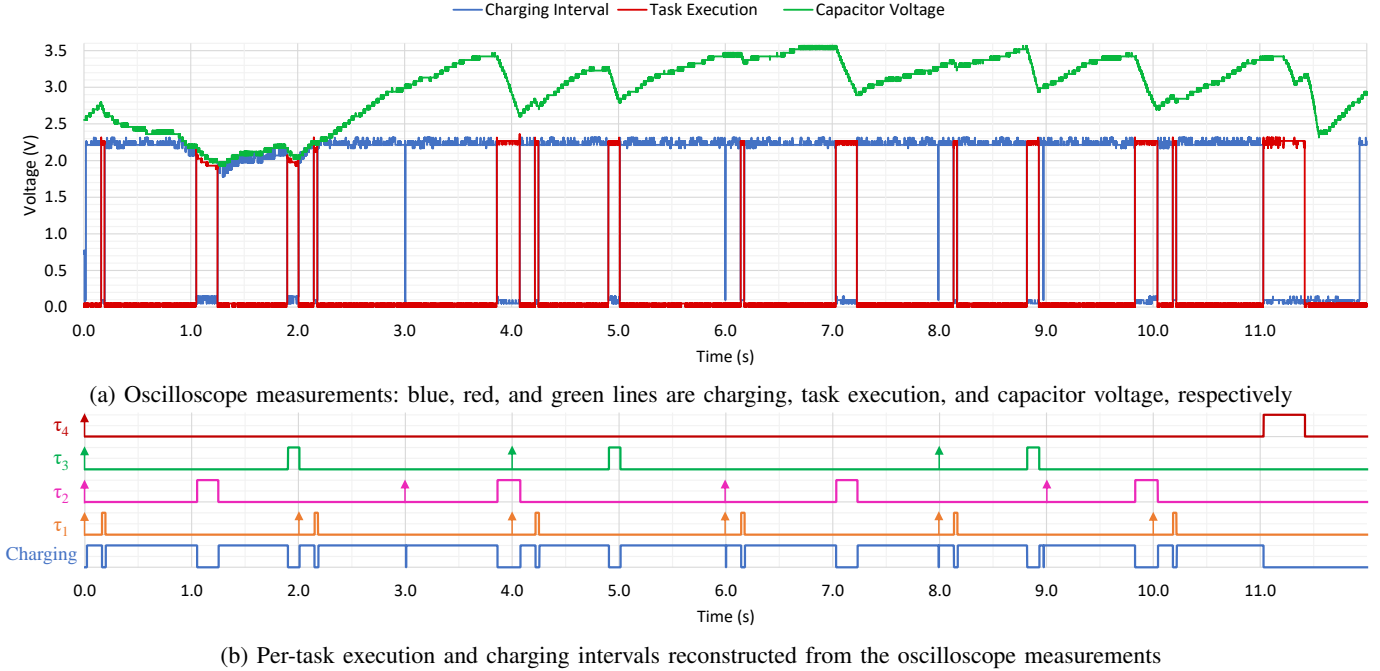 Charging Interval Task Execution Capacitor Voltage
3.5
3.0
2.5
2.0
1.5
1.0
0.5
0.0
Voltage (V)
0.0 1.0 2.0 3.0 4.0 5.0 6.0 7.0 8.0 9.0 10.0 11.0
Time (s)
(a) Oscilloscope measurements: blue, red, and green lines are charging, task execution, and capacitor voltage, respectively
τ4
τ3
τ2
τ1
Charging
0.0 1.0 2.0 3.0 4.0 5.0 6.0 7.0 8.0 9.0 10.0 11.0
Time (s)
(b) Per-task execution and charging intervals reconstructed from the oscilloscope measurements